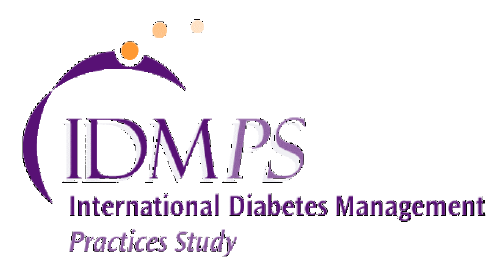 IDMPS
International Diabetes Management
Practices Study